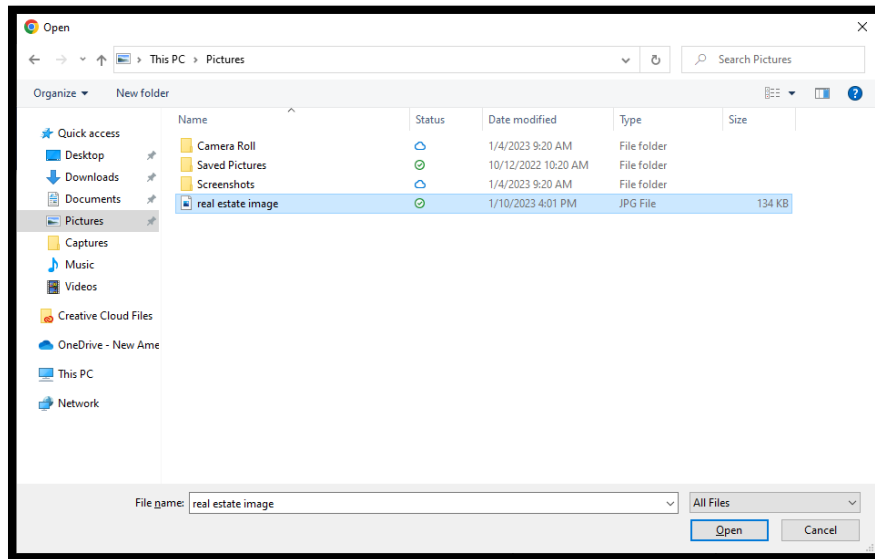 Open
This PC > Pictures
Search Pictures
Organize New folder
Name Status Date modified Type Size
Quick access
Desktop
Downloads
Documents
Pictures
Captures
Music
Videos
Creative Cloud Files
OneDrive - New Ame
This PC
Network
Camera Roll 1/4/2023 9:20 AM File folder
Saved Pictures 10/12/2022 10:20 AM File folder
Screenshots 1/4/2023 9:20 AM File folder
real estate image 1/10/2023 4:01 PM JPG File 134 KB
File name: real estate image All Files
Open Cancel